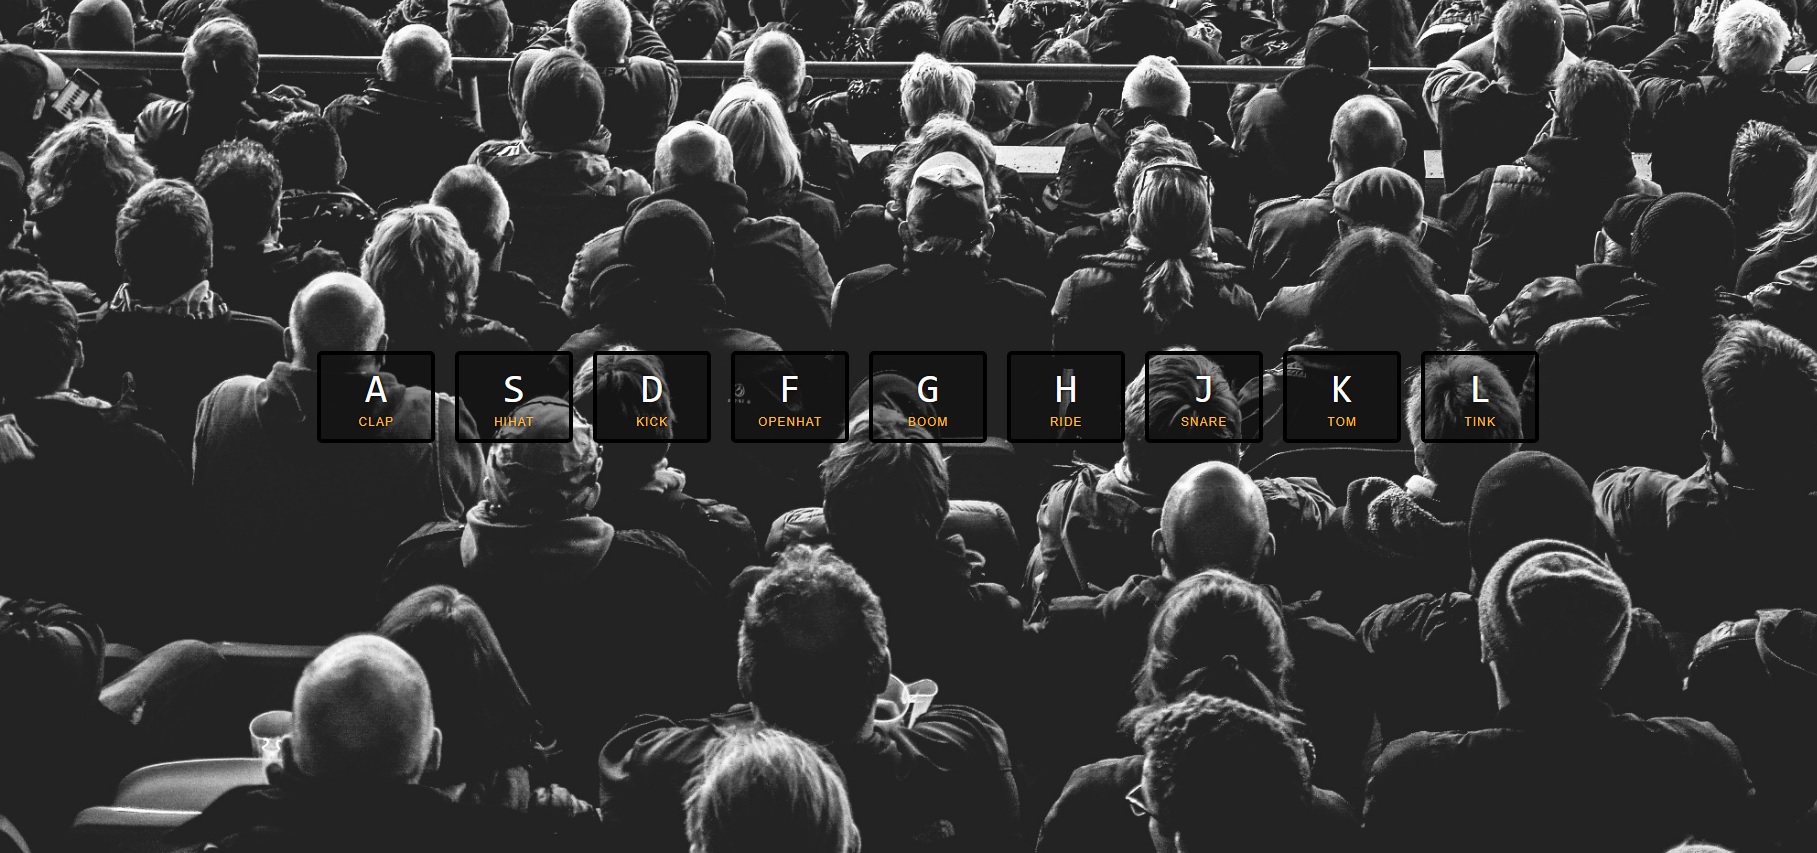 A S D F G H J K L
CLAP HIHAT KICK OPENHAT BOOM RIDE SNARE TOM TINK